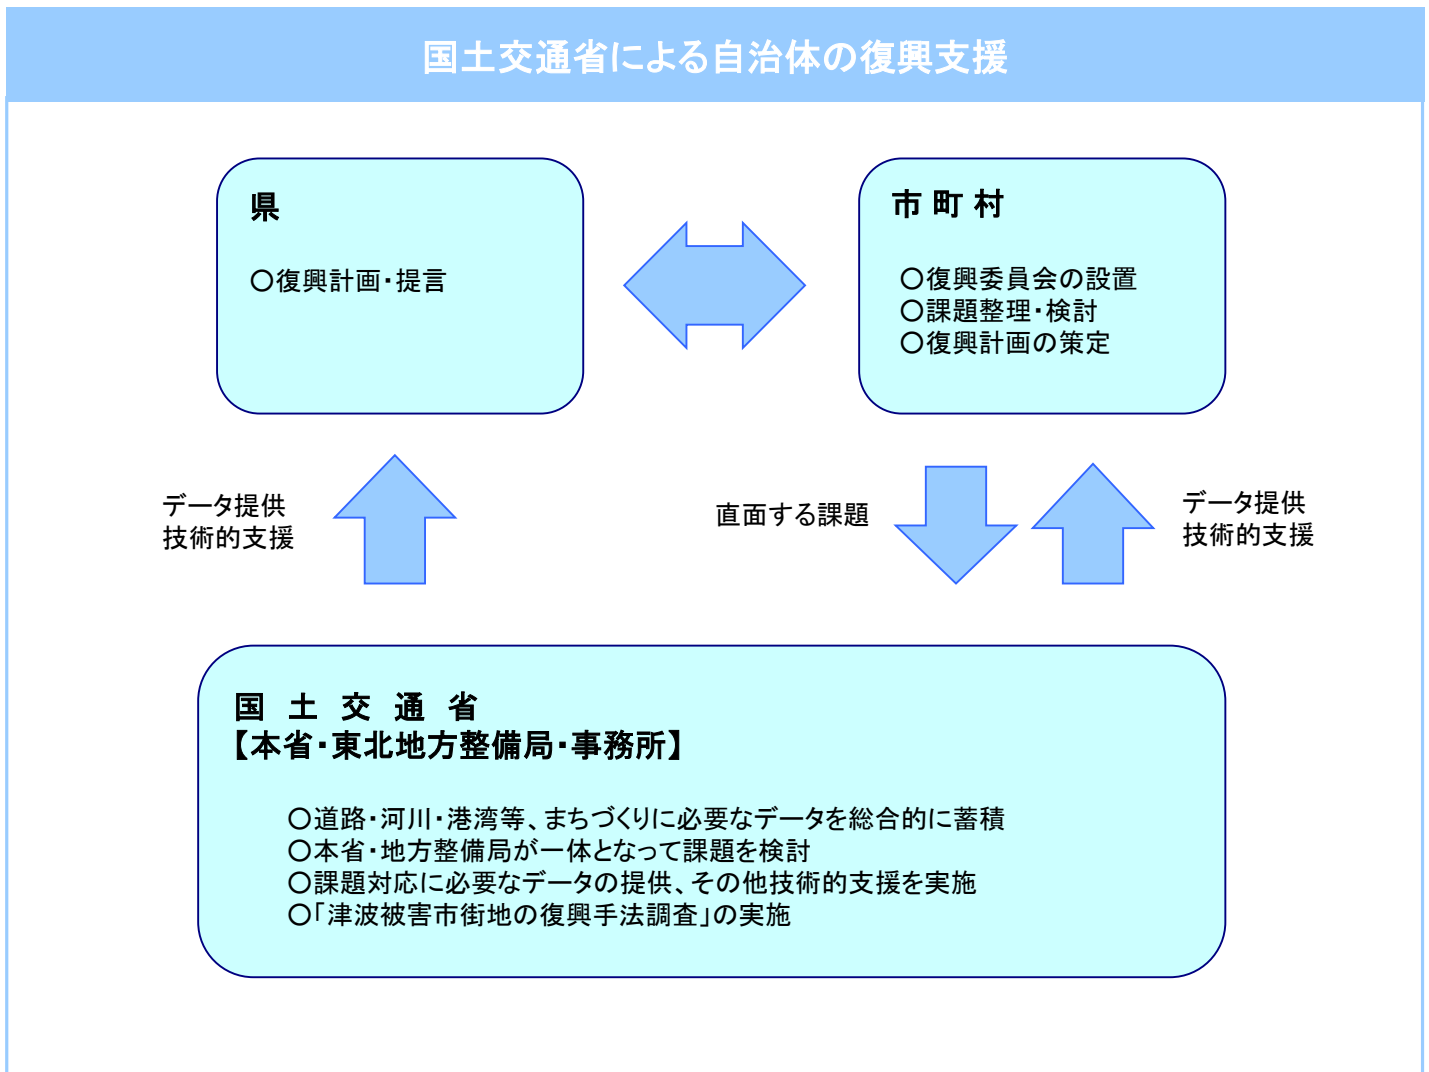 国土交通省による自治体の復興支援
県
〇復興計画・提言
市 町 村
〇復興委員会の設置
〇課題整理・検討
〇復興計画の策定
データ提供
技術的支援
直面する課題
データ提供
技術的支援
国 土 交 通 省
【本省・東北地方整備局・事務所】
〇道路・河川・港湾等、まちづくりに必要なデータを総合的に蓄積
〇本省・地方整備局が一体となって課題を検討
〇課題対応に必要なデータの提供、その他技術的支援を実施
〇「津波被害市街地の復興手法調査」の実施